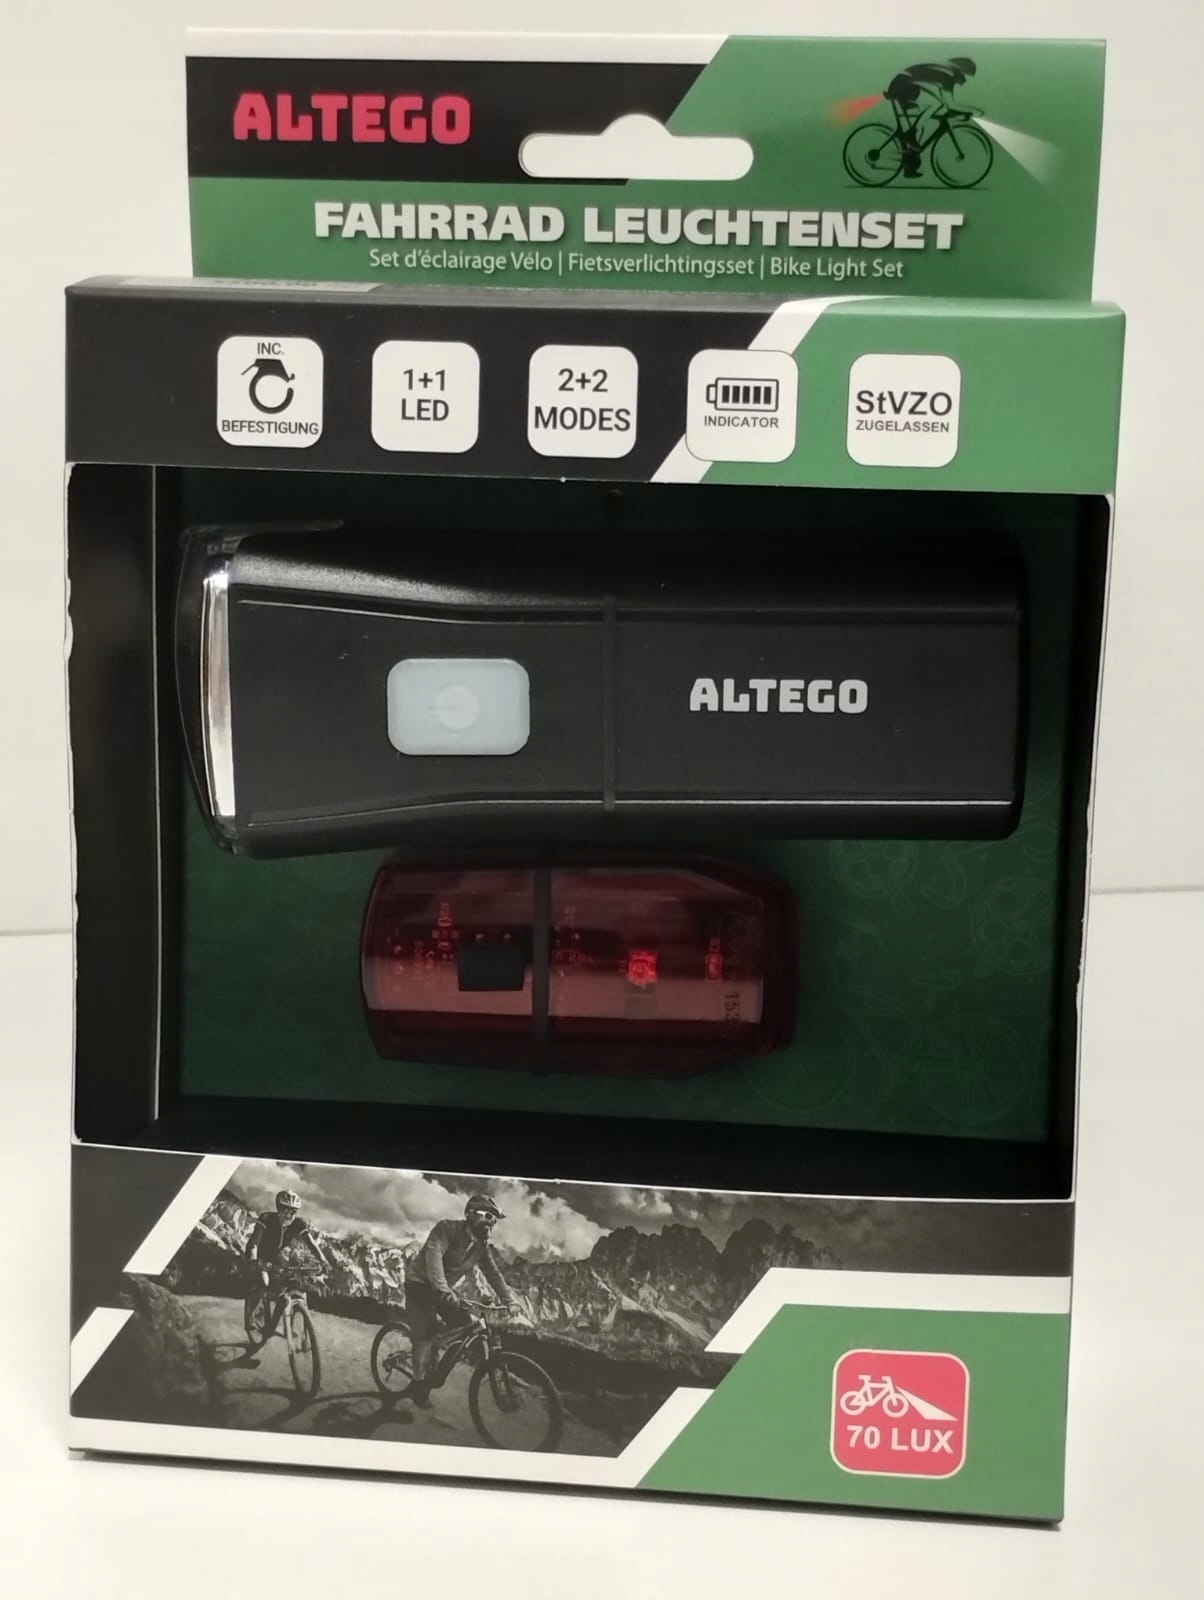 ALTEGO
FAHRRAD LEUCHTENSET
Set d'éclairage Vélo | Fietsverlichtingsset | Bike Light Set
INC.
BEFESTIGUNG
1+1
LED
2+2
MODES
INDICATOR
StVZO
ZUGELASSEN
ALTEGO
70 LUX